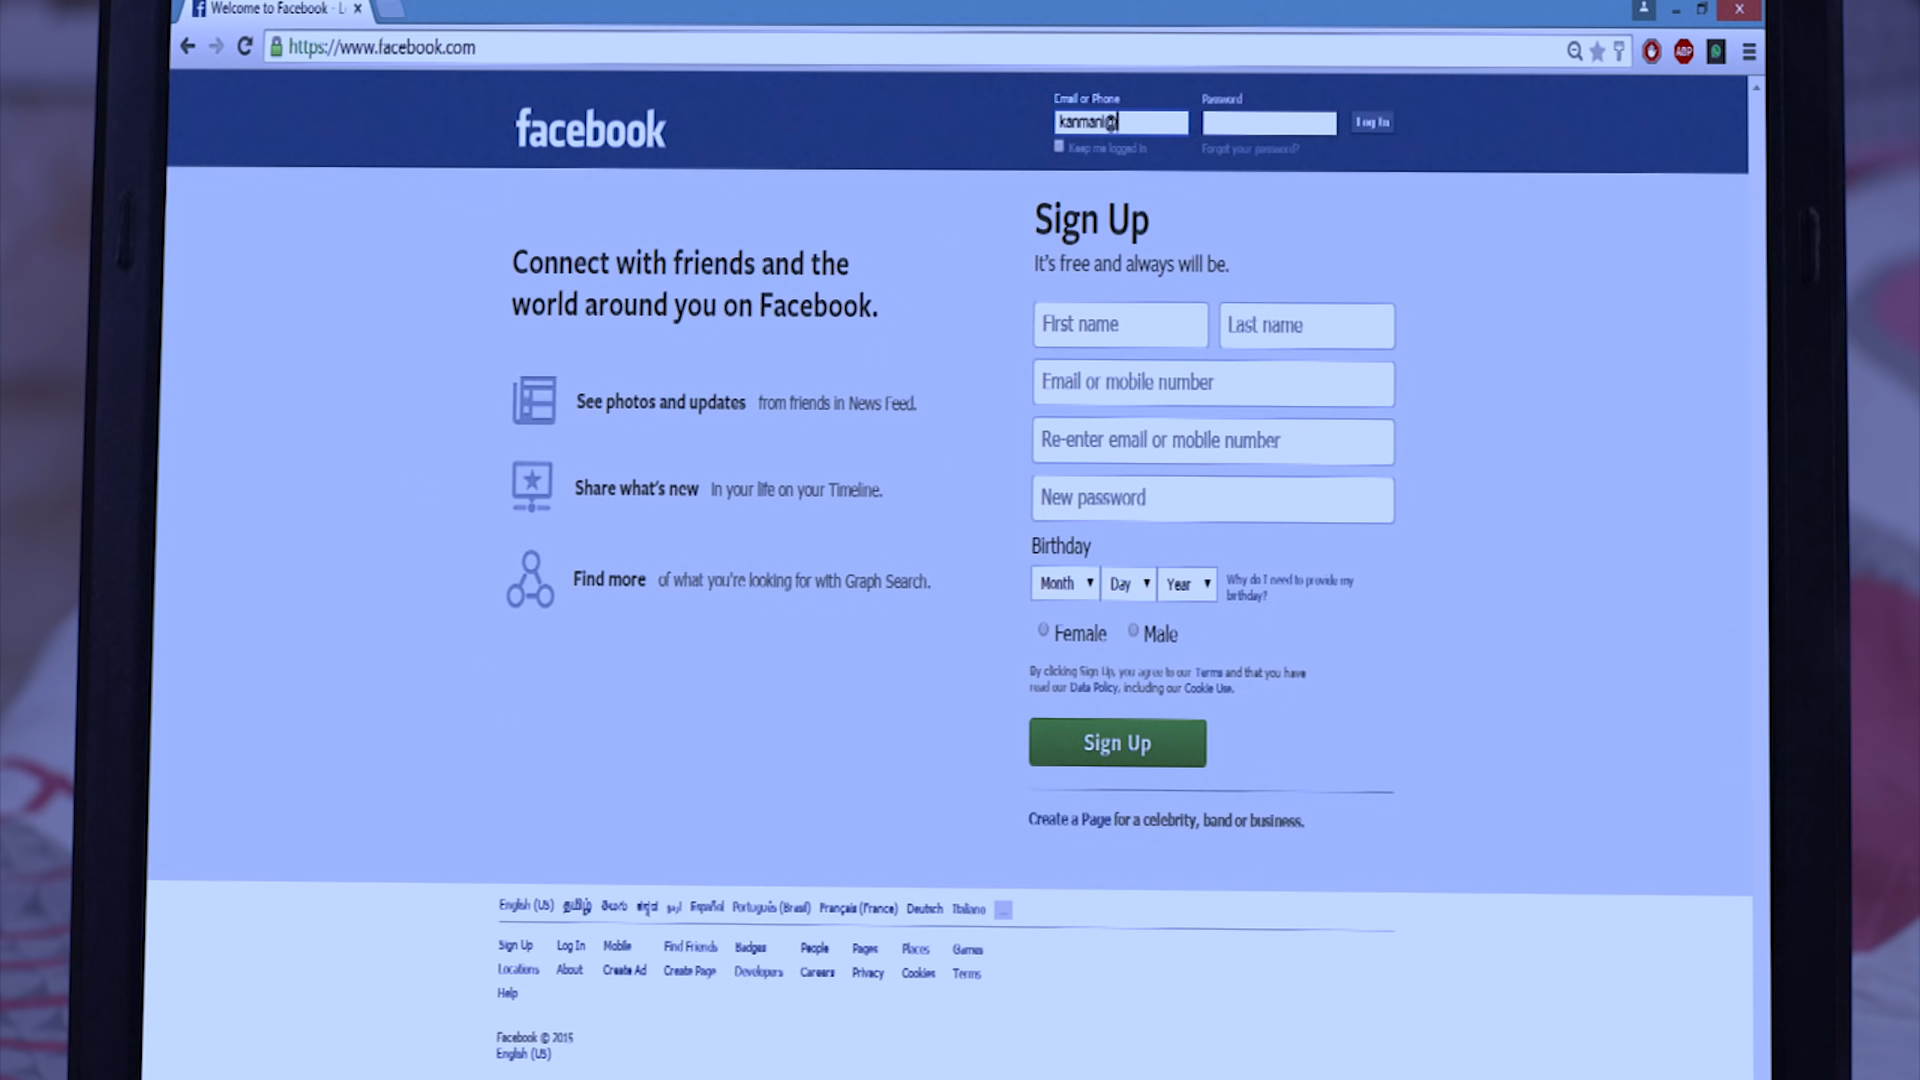 Welcome to Facebook - L
https://www.facebook.com
ABP
facebook
Email or Phone
Password
kanmani@
Log In
Keep me logged in
Forgot your password?
Connect with friends and the
world around you on Facebook.
See photos and updates from friends in News Feed.
Share what's new in your life on your Timeline.
Find more of what you're looking for with Graph Search.
Sign Up
It's free and always will be.
First name
Last name
Email or mobile number
Re-enter email or mobile number
New password
Birthday
Month Day Year
Why do I need to provide my
birthday?
Female Male
By clicking Sign Up, you agree to our Terms and that you have
read our Data Policy, including our Cookie Use.
Sign Up
Create a Page for a celebrity, band or business.
English (US) தமிழ் తెలుగు ಕನ್ನಡ اردو Español Português (Brasil) Français (France) Deutsch Italiano ...
Sign Up Log In Mobile Find Friends Badges People Pages Places Games
Locations About Create Ad Create Page Developers Careers Privacy Cookies Terms
Help
Facebook © 2015
English (US)